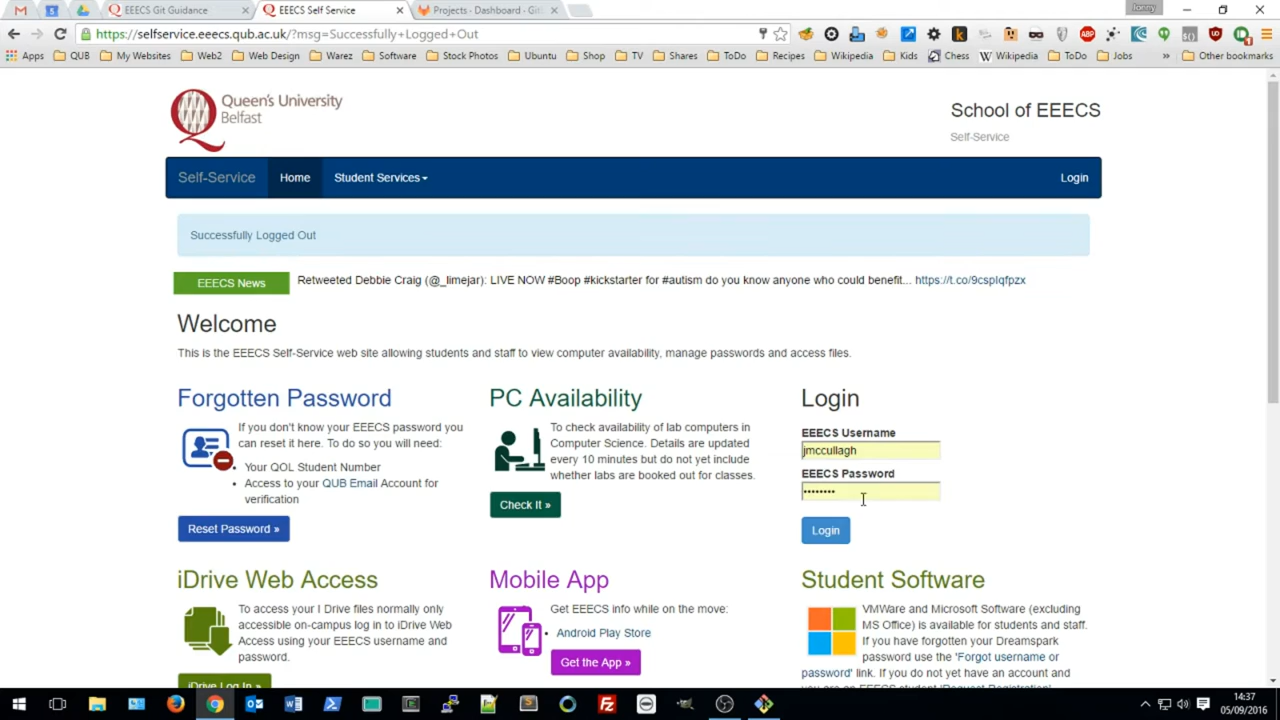 Jonny
EEECS Git Guidance
EEECS Self Service
Projects - Dashboard - Git
https://selfservice.eeecs.qub.ac.uk/?msg=Successfully+Logged+Out
Apps QUB My Websites Web2 Web Design Warez Software Stock Photos Ubuntu Shop TV Shares ToDo Recipes Wikipedia Kids Chess Wikipedia ToDo Jobs » Other bookmarks
Queen's University
Belfast
School of EEECS
Self-Service
Self-Service Home Student Services Login
Successfully Logged Out
EEECS News Retweeted Debbie Craig (@_limejar): LIVE NOW #Boop #kickstarter for #autism do you know anyone who could benefit... https://t.co/9cspIqfpzx
Welcome
This is the EEECS Self-Service web site allowing students and staff to view computer availability, manage passwords and access files.
Forgotten Password
If you don't know your EEECS password you
can reset it here. To do so you will need:
• Your QOL Student Number
• Access to your QUB Email Account for
verification
Reset Password »
PC Availability
To check availability of lab computers in
Computer Science. Details are updated
every 10 minutes but do not yet include
whether labs are booked out for classes.
Check It »
Login
EEECS Username
jmccullagh
EEECS Password
••••••••
Login
iDrive Web Access
To access your I Drive files normally only
accessible on-campus log in to iDrive Web
Access using your EEECS username and
password.
iDrive Log In »
Mobile App
Get EEECS info while on the move:
• Android Play Store
Get the App »
Student Software
VMWare and Microsoft Software (excluding
MS Office) is available for students and staff.
If you have forgotten your Dreamspark
password use the 'Forgot username or
password' link. If you do not yet have an account and
you are an EEECS student 'Request Registration'
14:37
05/09/2016